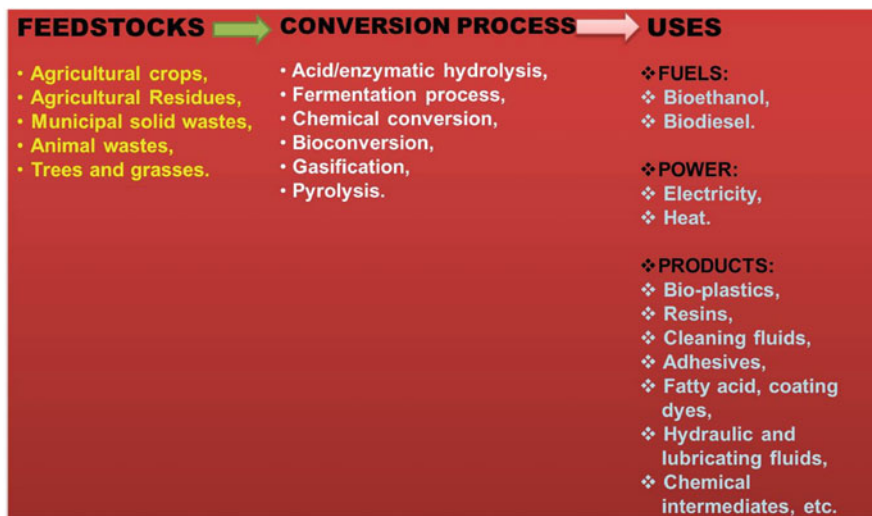 FEEDSTOCKS
• Agricultural crops,
• Agricultural Residues,
• Municipal solid wastes,
• Animal wastes,
• Trees and grasses.
CONVERSION PROCESS
• Acid/enzymatic hydrolysis,
• Fermentation process,
• Chemical conversion,
• Bioconversion,
• Gasification,
• Pyrolysis.
USES
❖FUELS:
❖ Bioethanol,
❖ Biodiesel.
❖POWER:
❖ Electricity,
❖ Heat.
❖PRODUCTS:
❖ Bio-plastics,
❖ Resins,
❖ Cleaning fluids,
❖ Adhesives,
❖ Fatty acid, coating
dyes,
❖ Hydraulic and
lubricating fluids,
❖ Chemical
intermediates, etc.